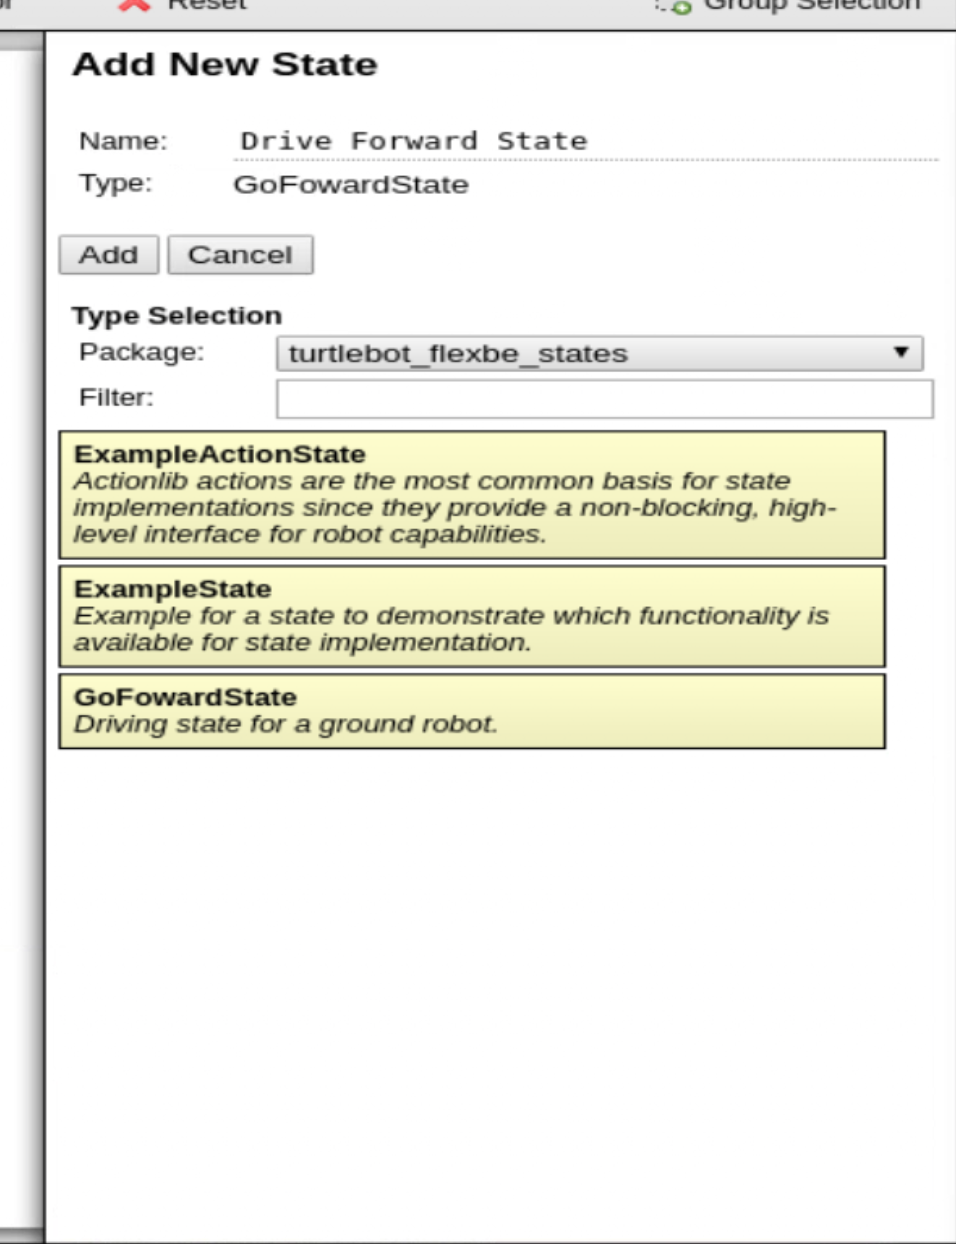 Reset
Group Selection
Add New State
Name: Drive Forward State
Type: GoFowardState
Add Cancel
Type Selection
Package: turtlebot_flexbe_states
Filter:
ExampleActionState
Actionlib actions are the most common basis for state
implementations since they provide a non-blocking, high-
level interface for robot capabilities.
ExampleState
Example for a state to demonstrate which functionality is
available for state implementation.
GoFowardState
Driving state for a ground robot.